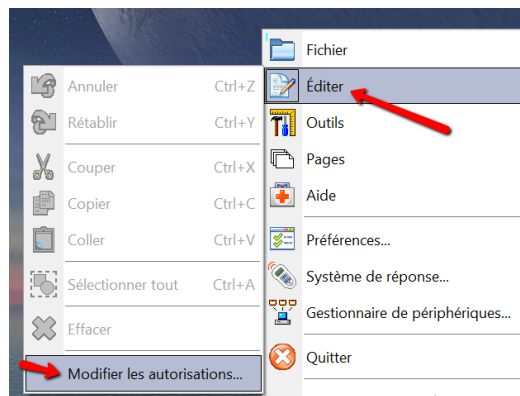 Fichier
Annuler Ctrl+Z
Éditer
Rétablir Ctrl+Y
Outils
Couper Ctrl+X
Pages
Copier Ctrl+C
Aide
Coller Ctrl+V
Préférences...
Sélectionner tout Ctrl+A
Système de réponse...
Effacer
Gestionnaire de périphériques...
Modifier les autorisations...
Quitter